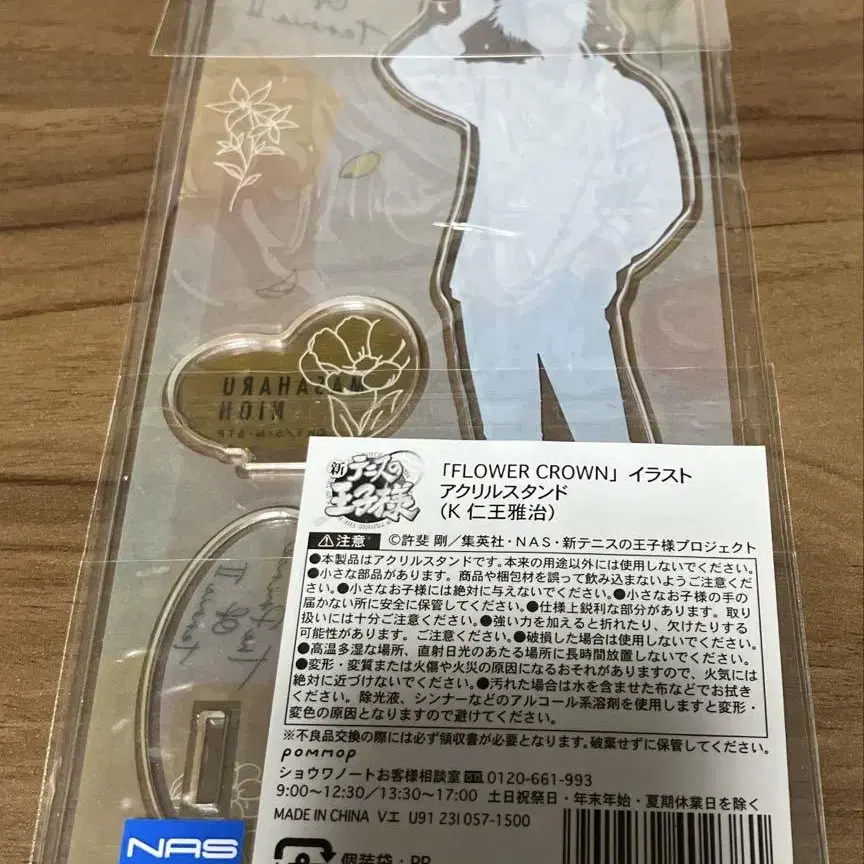 MASAHARU
NIOH
新テニスの
王子様
「FLOWER CROWN」イラスト
アクリルスタンド
（K 仁王雅治）
⚠注意 ©許斐 剛／集英社・NAS・新テニスの王子様プロジェクト
●本製品はアクリルスタンドです。本来の用途以外には使用しないでください。
●小さな部品があります。商品や梱包材を誤って飲み込まないようご注意くだ
さい。●小さなお子様には絶対に与えないでください。●小さなお子様の手の
届かない所に安全に保管してください。●仕様上鋭利な部分があります。取り
扱いには十分ご注意ください。●強い力を加えると折れたり、欠けたりする
可能性があります。ご注意ください。●破損した場合は使用しないでください。
●高温多湿な場所、直射日光のあたる場所に長時間放置しないでください。
●変形・変質または火傷や火災の原因になるおそれがありますので、火気には
絶対に近づけないでください。●汚れた場合は水を含ませた布などでお拭き
ください。除光液、シンナーなどのアルコール系溶剤を使用しますと変形・
変色の原因となりますので避けてください。
※不良品交換の際には必ず領収書が必要となります。破棄せずに保管してください。
pommop
ショウワノートお客様相談室 0120-661-993
9:00～12:30／13:30～17:00 土日祝祭日・年末年始・夏期休業日を除く
MADE IN CHINA Vエ U91 23I 057-1500
NAS
個装袋：PP